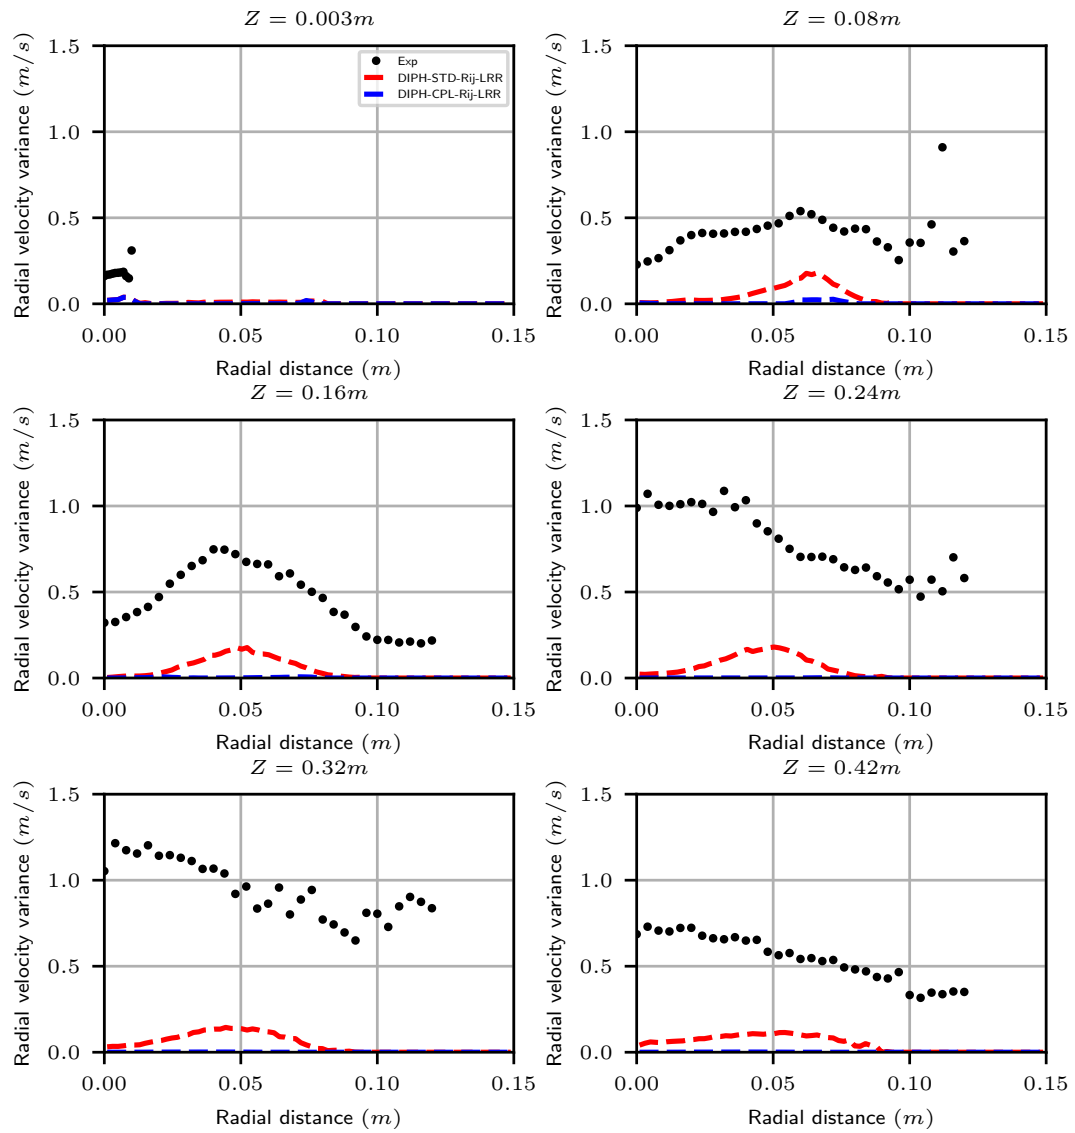 Z = 0.003m
Radial velocity variance (m/s)
1.5
1.0
0.5
0.0
Exp
DIPH-STD-Rij-LRR
DIPH-CPL-Rij-LRR
0.00 0.05 0.10 0.15
Radial distance (m)
Z = 0.08m
Radial velocity variance (m/s)
1.5
1.0
0.5
0.0
0.00 0.05 0.10 0.15
Radial distance (m)
Z = 0.16m
Radial velocity variance (m/s)
1.5
1.0
0.5
0.0
0.00 0.05 0.10 0.15
Radial distance (m)
Z = 0.24m
Radial velocity variance (m/s)
1.5
1.0
0.5
0.0
0.00 0.05 0.10 0.15
Radial distance (m)
Z = 0.32m
Radial velocity variance (m/s)
1.5
1.0
0.5
0.0
0.00 0.05 0.10 0.15
Radial distance (m)
Z = 0.42m
Radial velocity variance (m/s)
1.5
1.0
0.5
0.0
0.00 0.05 0.10 0.15
Radial distance (m)